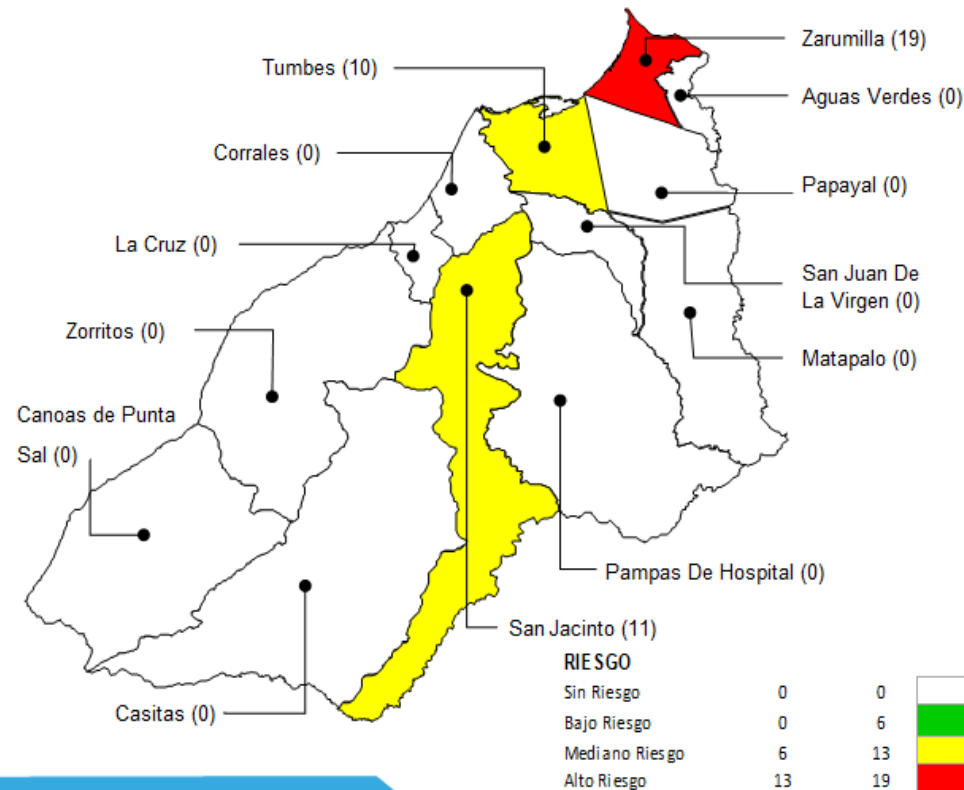 Zarumilla (19)
Tumbes (10)
Aguas Verdes (0)
Corrales (0)
Papayal (0)
La Cruz (0)
San Juan De
La Virgen (0)
Zorritos (0)
Matapalo (0)
Canoas de Punta
Sal (0)
Pampas De Hospital (0)
San Jacinto (11)
Casitas (0)
RIESGO
Sin Riesgo 0 0
Bajo Riesgo 0 6
Mediano Riesgo 6 13
Alto Riesgo 13 19